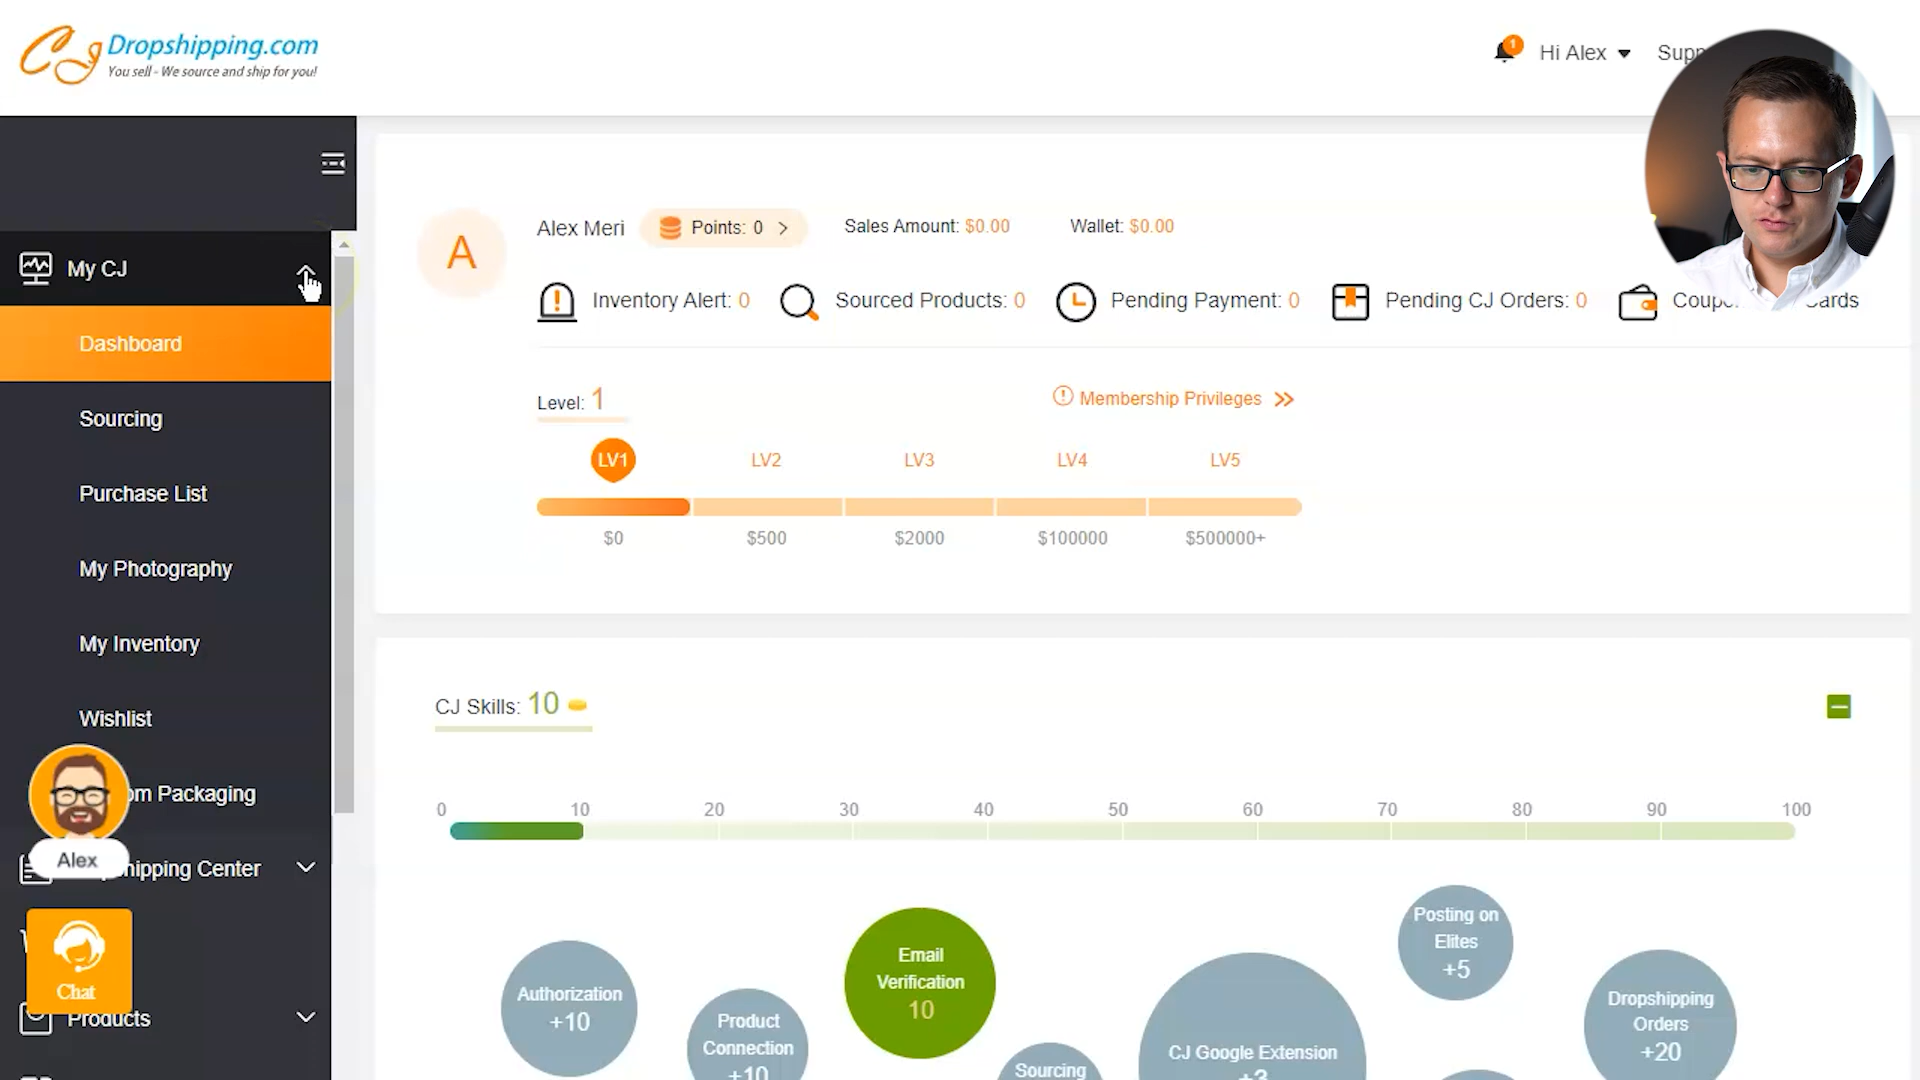 CJ Dropshipping.com
You sell - We source and ship for you!
1
Hi Alex
My CJ
Dashboard
Sourcing
Purchase List
My Photography
My Inventory
Wishlist
Packaging
Alex
Center
Chat
Products
A
Alex Meri
Points: 0
Sales Amount: $0.00
Wallet: $0.00
Inventory Alert: 0
Sourced Products: 0
Pending Payment: 0
Pending CJ Orders: 0
Level: 1
Membership Privileges
LV1
LV2
LV3
LV4
LV5
$0
$500
$2000
$100000
$500000+
CJ Skills: 10
0
10
20
30
40
50
60
70
80
90
100
Authorization
+10
Product
Connection
+10
Email
Verification
10
Sourcing
CJ Google Extension
+3
Posting on
Elites
+5
Dropshipping
Orders
+20